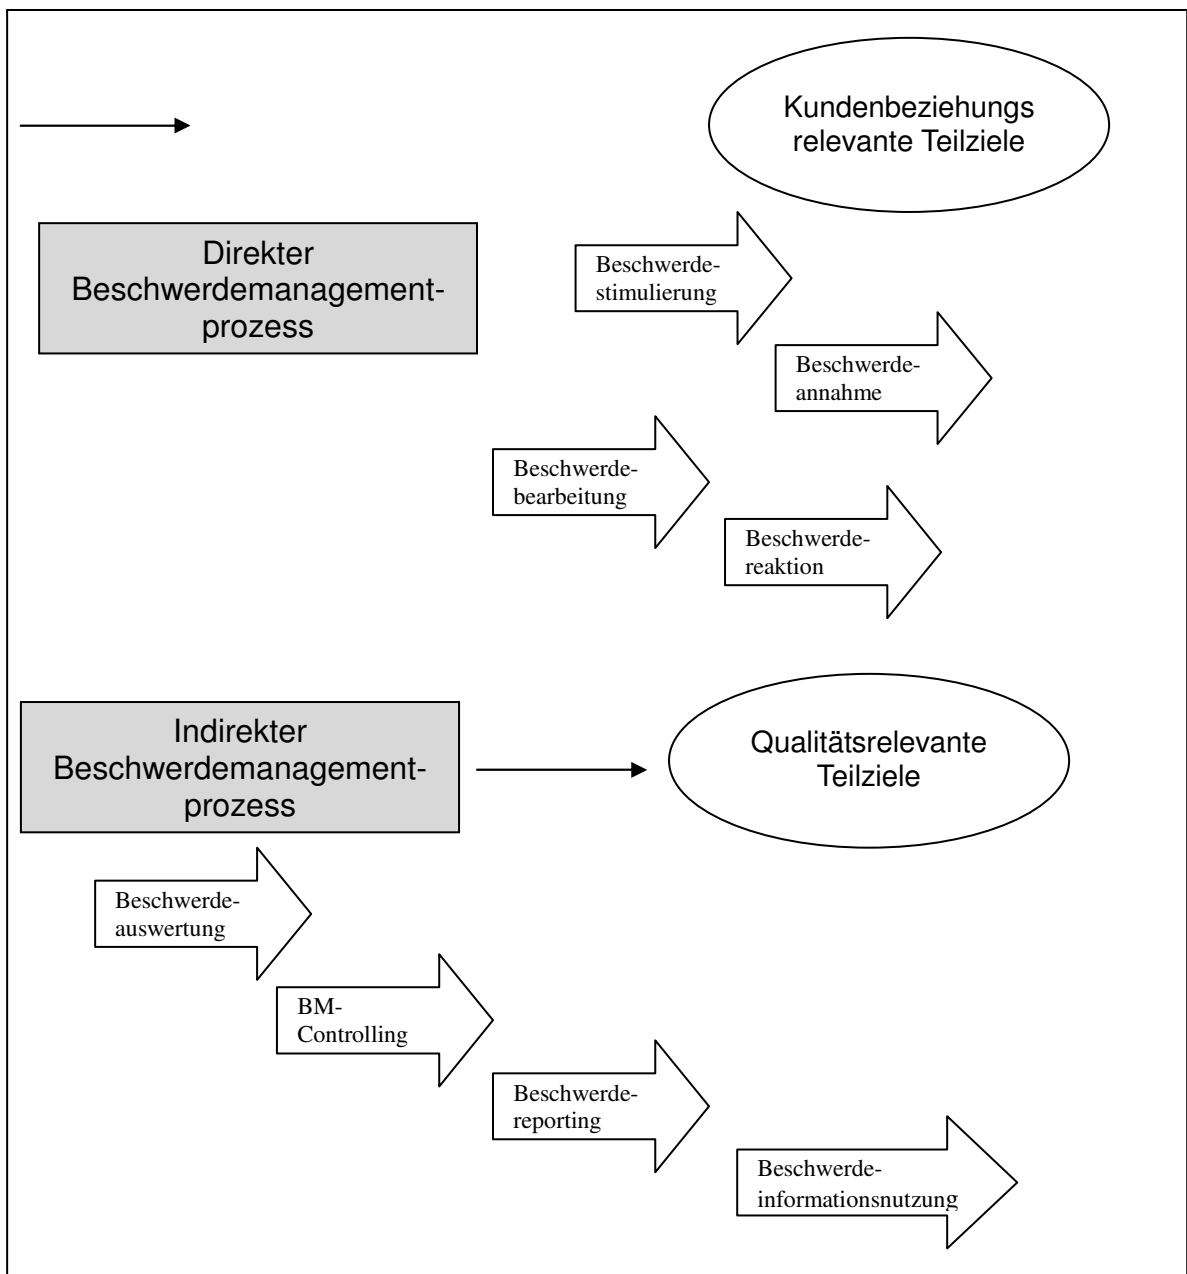 Kundenbeziehungs
relevante Teilziele
Direkter
Beschwerdemanagement-
prozess
Beschwerde-
stimulierung
Beschwerde-
annahme
Beschwerde-
bearbeitung
Beschwerde-
reaktion
Indirekter
Beschwerdemanagement-
prozess
Qualitätsrelevante
Teilziele
Beschwerde-
auswertung
BM-
Controlling
Beschwerde-
reporting
Beschwerde-
informationsnutzung